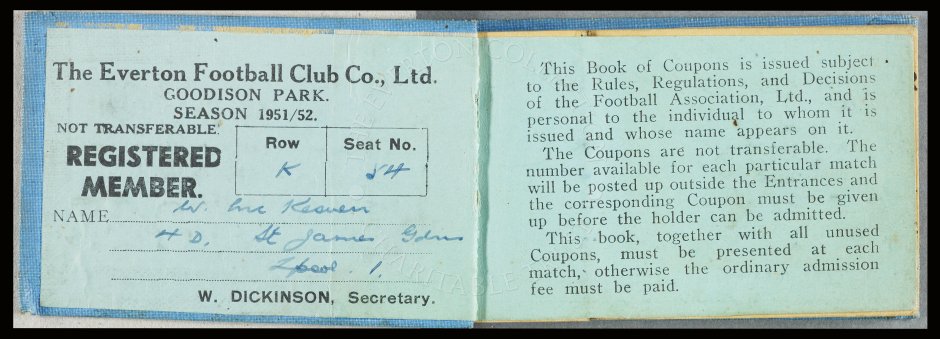 The Everton Football Club Co., Ltd.
GOODISON PARK.
SEASON 1951/52.
NOT TRANSFERABLE.
REGISTERED
MEMBER.
Row Seat No.
K 54
NAME W. Eric
4 D. St James Gdns
Lpool. 1.
W. DICKINSON, Secretary.
This Book of Coupons is issued subject
to the Rules, Regulations, and Decisions
of the Football Association, Ltd., and is
personal to the individual to whom it is
issued and whose name appears on it.
The Coupons are not transferable. The
number available for each particular match
will be posted up outside the Entrances and
the corresponding Coupon must be given
up before the holder can be admitted.
This book, together with all unused
Coupons, must be presented at each
match, otherwise the ordinary admission
fee must be paid.